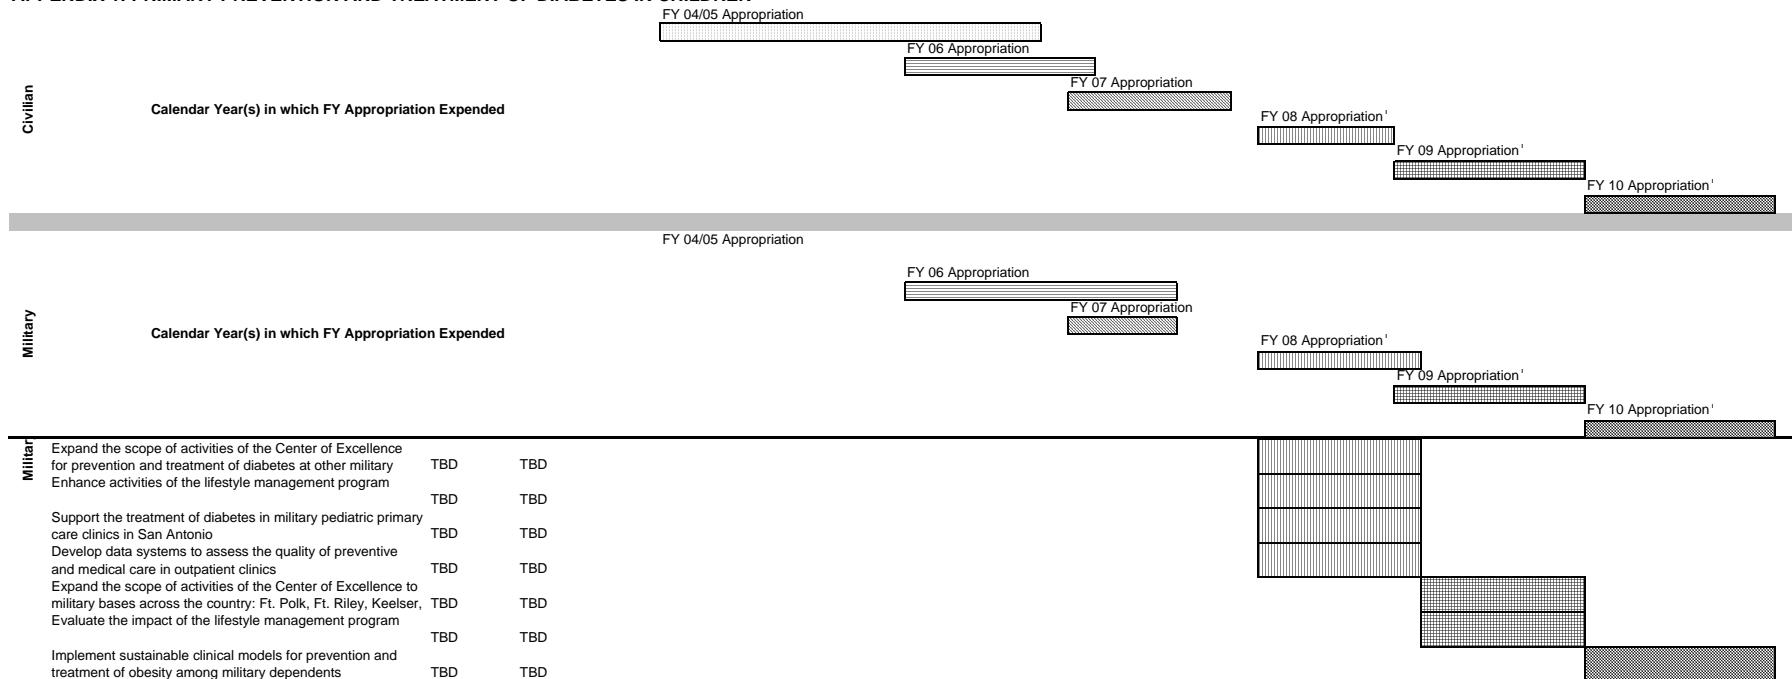 FY 04/05 Appropriation
FY 06 Appropriation
FY 07 Appropriation
Civilian
Calendar Year(s) in which FY Appropriation Expended
FY 08 Appropriation
FY 09 Appropriation
FY 10 Appropriation
FY 04/05 Appropriation
FY 06 Appropriation
FY 07 Appropriation
Military
Calendar Year(s) in which FY Appropriation Expended
FY 08 Appropriation
FY 09 Appropriation
FY 10 Appropriation
Militar
Expand the scope of activities of the Center of Excellence
for prevention and treatment of diabetes at other military TBD TBD
Enhance activities of the lifestyle management program
TBD TBD
Support the treatment of diabetes in military pediatric primary
care clinics in San Antonio TBD TBD
Develop data systems to assess the quality of preventive
and medical care in outpatient clinics TBD TBD
Expand the scope of activities of the Center of Excellence to
military bases across the country: Ft. Polk, Ft. Riley, Keelser, TBD TBD
Evaluate the impact of the lifestyle management program
TBD TBD
Implement sustainable clinical models for prevention and
treatment of obesity among military dependents TBD TBD